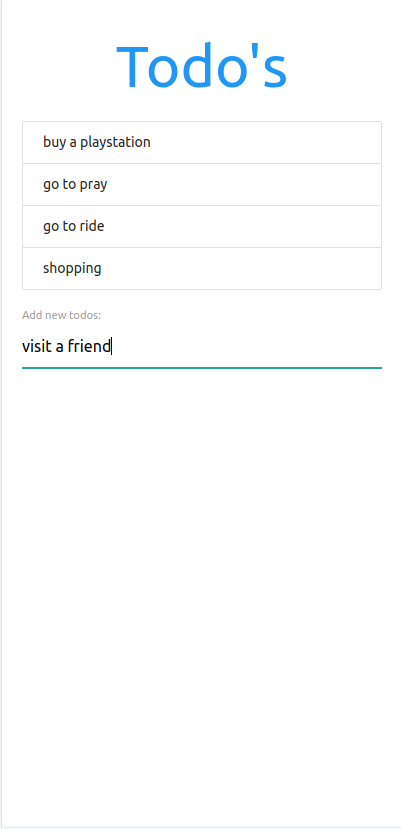 Todo's
buy a playstation
go to pray
go to ride
shopping
Add new todos:
visit a friend